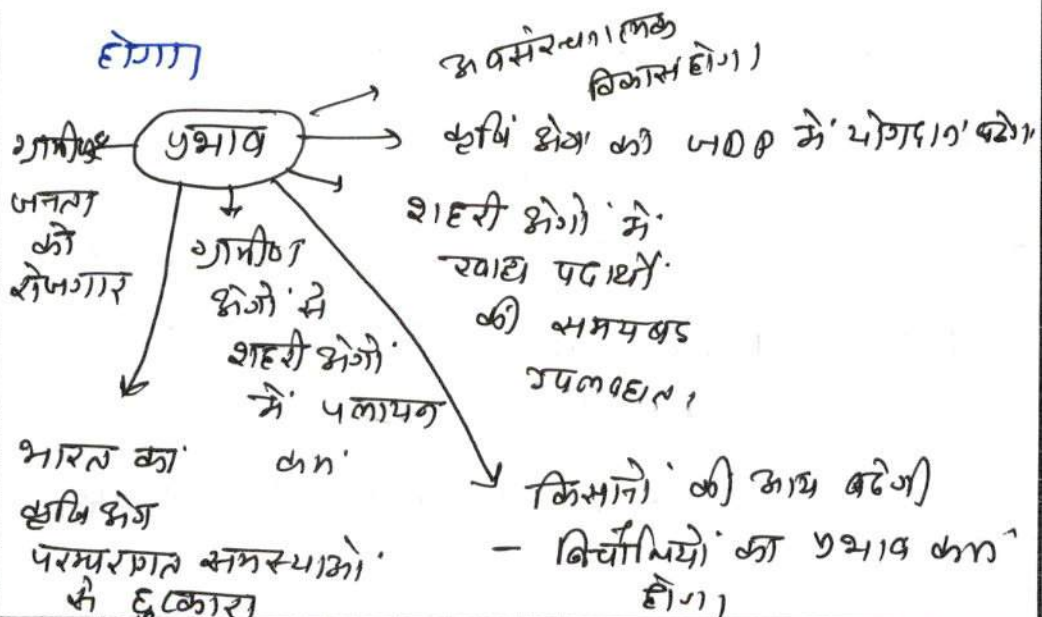 होगा।
अवसंरचनात्मक
विकास होगा।
प्रभाव
कृषि क्षेत्र का GDP में योगदान बढेगा
ग्रामीण
जनता
को
रोजगार
ग्रामीण
क्षेत्रों से
शहरी क्षेत्रों
में पलायन
कम
शहरी क्षेत्रों में
खाद्य पदार्थों
की समयबद्ध
उपलब्धता।
भारत का
कृषि क्षेत्र
परम्परागत समस्याओं
से छुटकारा
किसानों की आय बढेगी
- बिचौलियों का प्रभाव कम
होगा